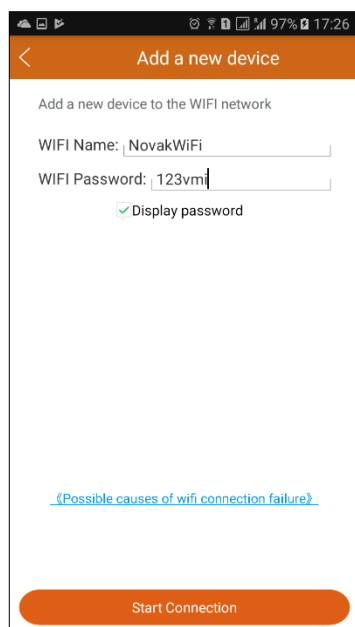 97% 17:26
Add a new device
Add a new device to the WIFI network
WIFI Name: NovakWiFi
WIFI Password: 123vmi
Display password
《Possible causes of wifi connection failure》
Start Connection